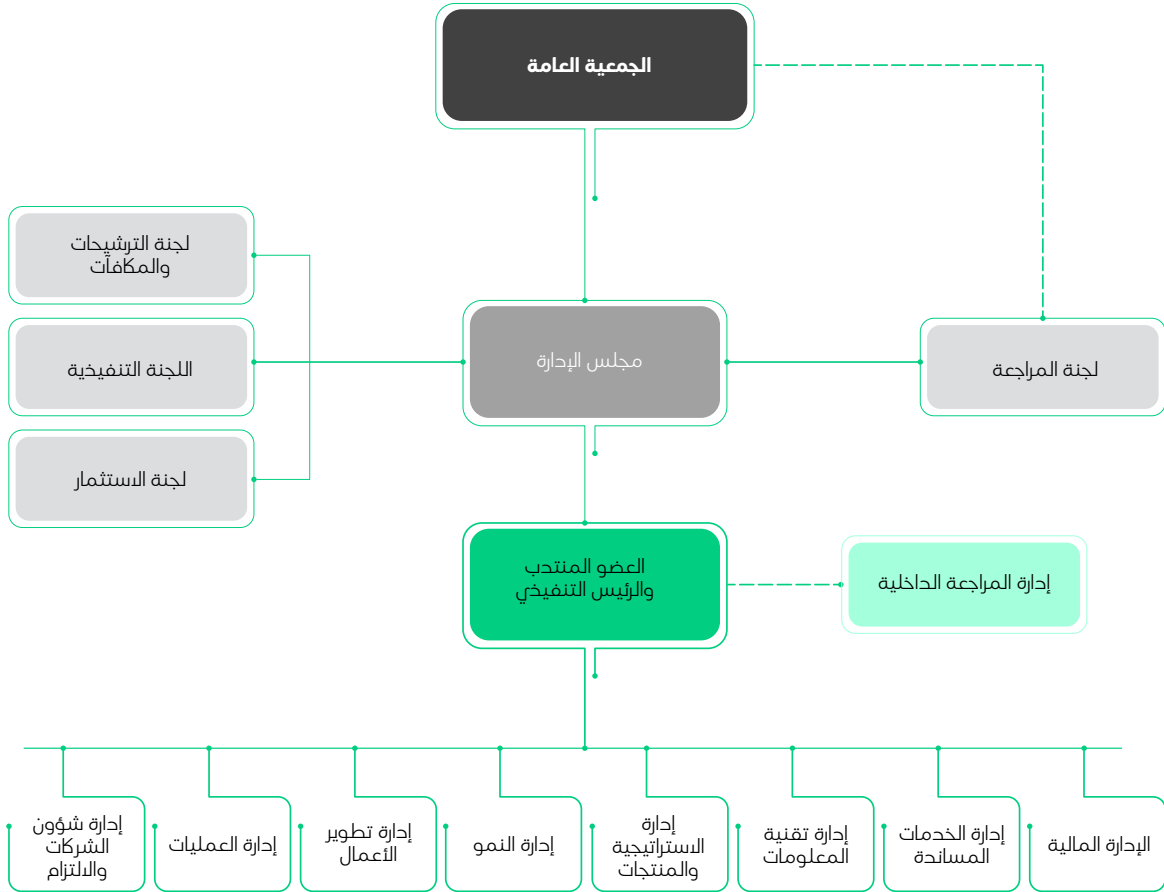 الجمعية العامة
لجنة الترشيحات
والمكافآت
مجلس الإدارة
لجنة المراجعة
اللجنة التنفيذية
لجنة الاستثمار
العضو المنتدب
والرئيس التنفيذي
إدارة المراجعة الداخلية
الإدارة المالية
إدارة الخدمات
المساندة
إدارة تقنية
المعلومات
إدارة
الاستراتيجية
والمنتجات
إدارة النمو
إدارة تطوير
الأعمال
إدارة العمليات
إدارة شؤون
الشركات
والالتزام